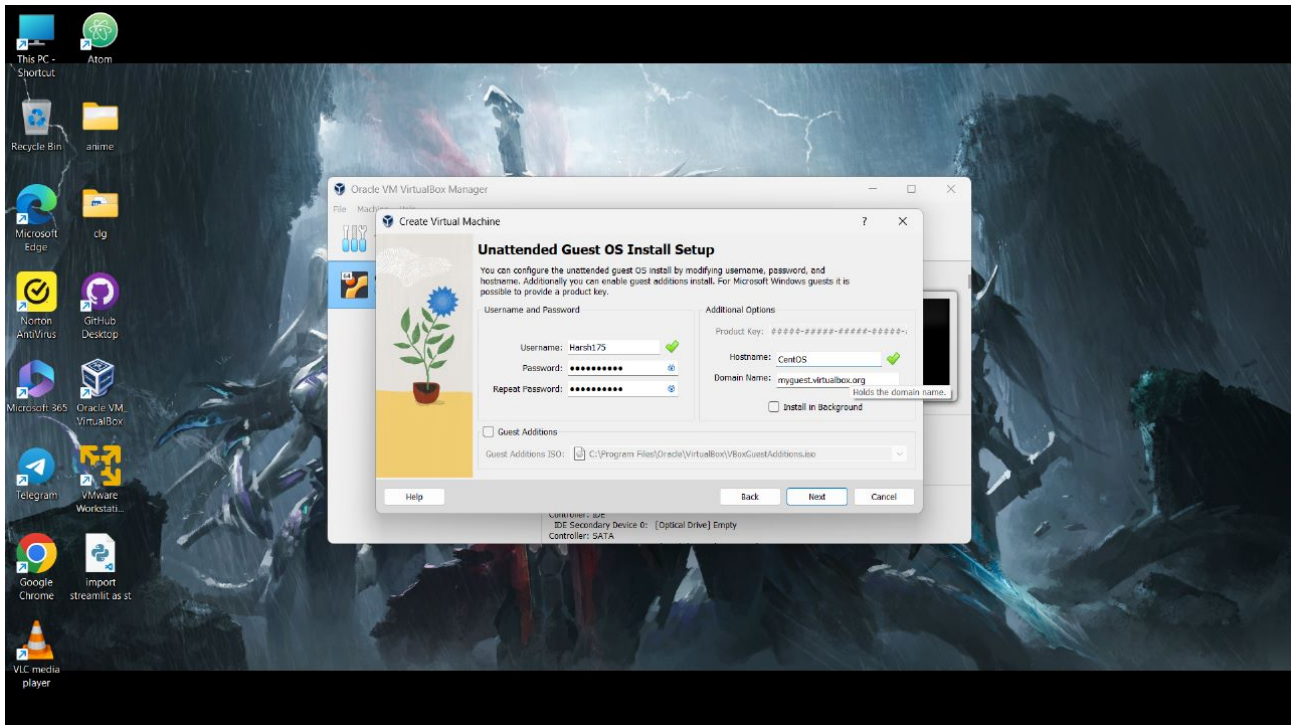 This PC -
Shortcut
Atom
Recycle Bin
anime
Microsoft
Edge
clg
Norton
AntiVirus
GitHub
Desktop
Microsoft 365
Oracle VM
VirtualBox
Telegram
VMware
Workstati...
Google
Chrome
import
streamlit as st
VLC media
player
Oracle VM VirtualBox Manager
File
Create Virtual Machine
?
Unattended Guest OS Install Setup
You can configure the unattended guest OS install by modifying username, password, and
hostname. Additionally you can enable guest additions install. For Microsoft Windows guests it is
possible to provide a product key.
Username and Password
Username: Harsh175
Password: ●●●●●●●●●●
Repeat Password: ●●●●●●●●●●
Additional Options
Product Key: #####-#####-#####-#####-
Hostname: CentOS
Domain Name: myguest.virtualbox.org
Holds the domain name.
Install in Background
Guest Additions
Guest Additions ISO: C:\Program Files\Oracle\VirtualBox\VBoxGuestAdditions.iso
Help
Back
Next
Cancel
Controller: IDE
IDE Secondary Device 0: [Optical Drive] Empty
Controller: SATA